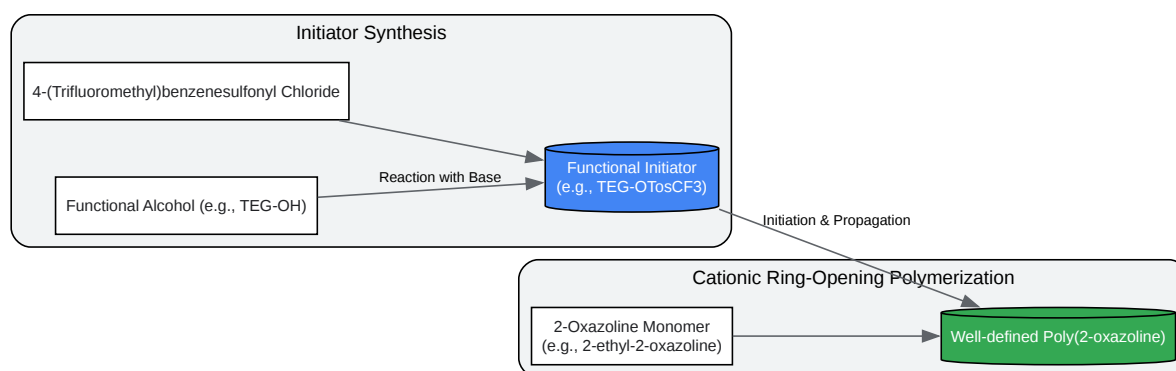 Initiator Synthesis
4-(Trifluoromethyl)benzenesulfonyl Chloride
Functional Alcohol (e.g., TEG-OH)
Reaction with Base
Functional Initiator
(e.g., TEG-OTosCF3)
Initiation & Propagation
Cationic Ring-Opening Polymerization
2-Oxazoline Monomer
(e.g., 2-ethyl-2-oxazoline)
Well-defined Poly(2-oxazoline)